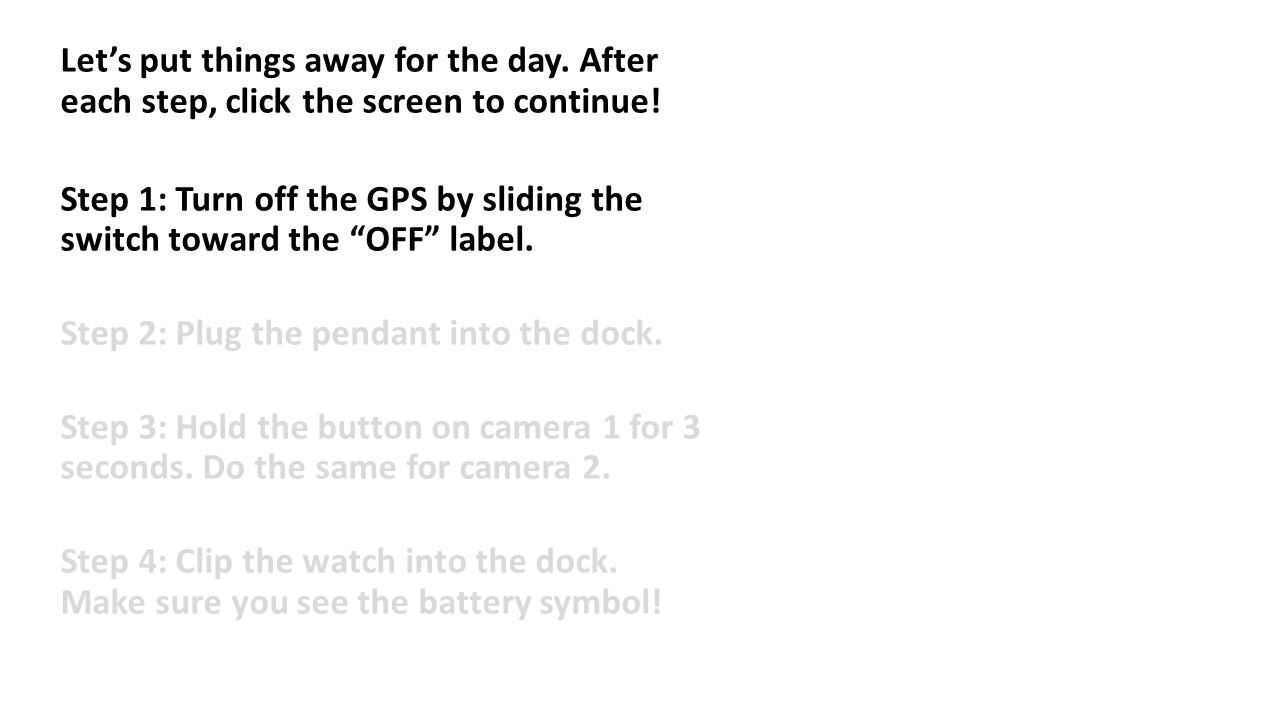 Let’s put things away for the day. After
each step, click the screen to continue!
Step 1: Turn off the GPS by sliding the
switch toward the “OFF” label.
Step 2: Plug the pendant into the dock.
Step 3: Hold the button on camera 1 for 3
seconds. Do the same for camera 2.
Step 4: Clip the watch into the dock.
Make sure you see the battery symbol!